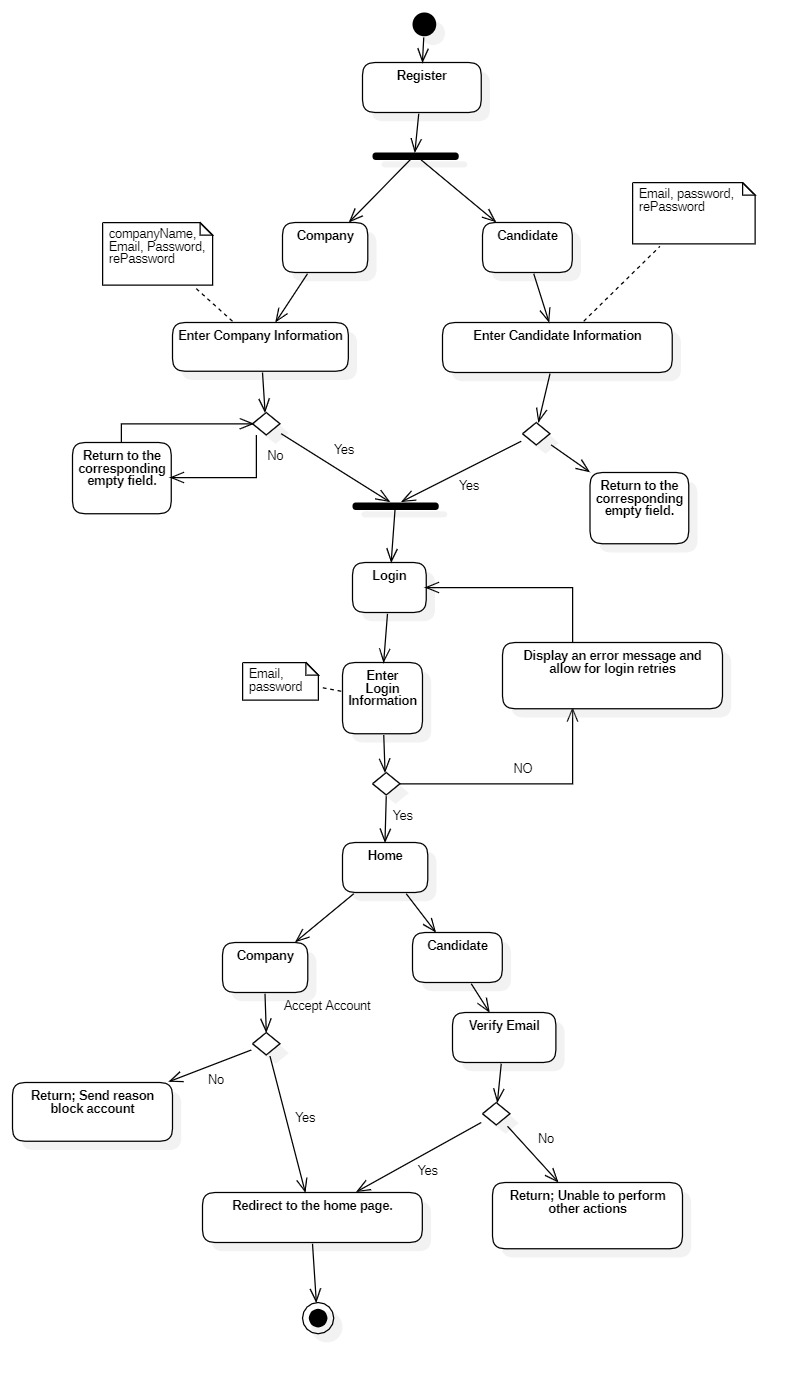 Register
Email, password,
rePassword
companyName,
Email, Password,
rePassword
Company
Candidate
Enter Company Information
Enter Candidate Information
Return to the
corresponding
empty field.
No
Yes
Yes
Return to the
corresponding
empty field.
Login
Display an error message and
allow for login retries
Email,
password
Enter
Login
Information
NO
Yes
Home
Company
Candidate
Accept Account
Verify Email
No
Return; Send reason
block account
Yes
No
Yes
Redirect to the home page.
Return; Unable to perform
other actions